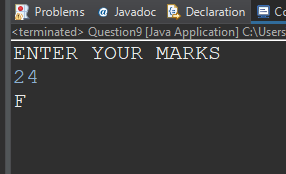 Problems Javadoc Declaration
<terminated> Question9 [Java Application] C:\Users
ENTER YOUR MARKS
24
F